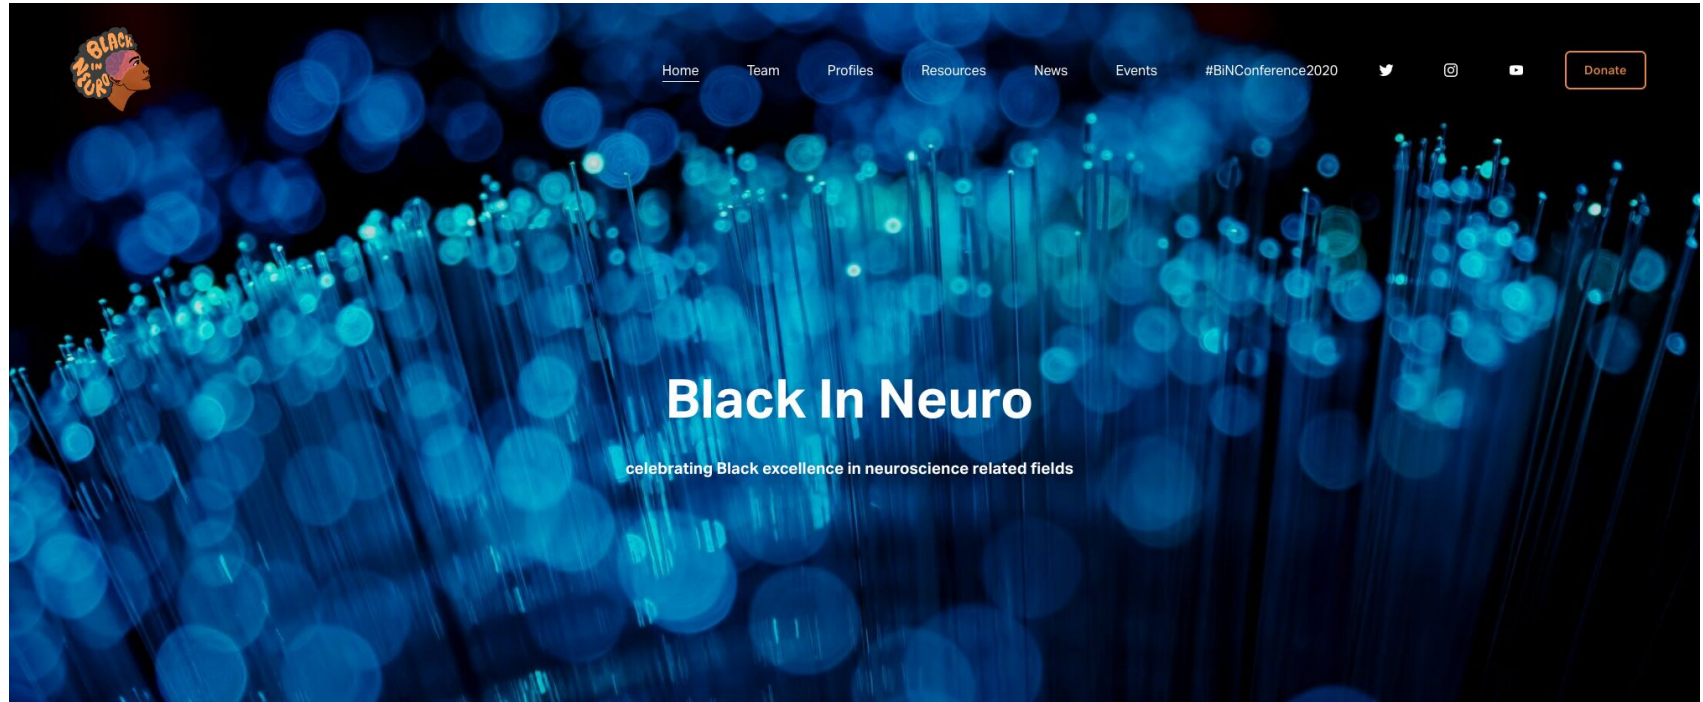 BLACK
IN
NEURO
Home Team Profiles Resources News Events #BiNConference2020 Donate
Black In Neuro
celebrating Black excellence in neuroscience related fields